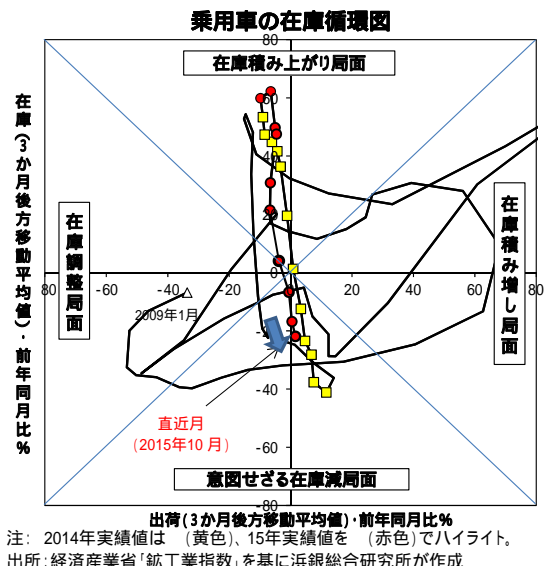 乗用車の在庫循環図
80
在庫積み上がり局面
60
40
20
0
-80
-60
-40
-20
0
20
40
60
80
-20
-40
-60
-80
在庫(3か月後方移動平均値)・前年同月比%
在庫調整局面
在庫積み増し局面
2009年1月
直近月
(2015年10月)
意図せざる在庫減局面
出荷(3か月後方移動平均値)・前年同月比%
注: 2014年実績値は (黄色)、15年実績値を (赤色)でハイライト。
出所:経済産業省「鉱工業指数」を基に浜銀総合研究所が作成